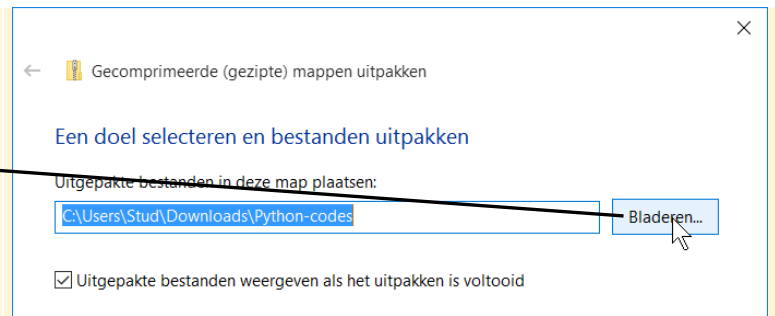 Gecomprimeerde (gezipte) mappen uitpakken
Een doel selecteren en bestanden uitpakken
Uitgepakte bestanden in deze map plaatsen:
C:\Users\Stud\Downloads\Python-codes
Bladeren...
Uitgepakte bestanden weergeven als het uitpakken is voltooid